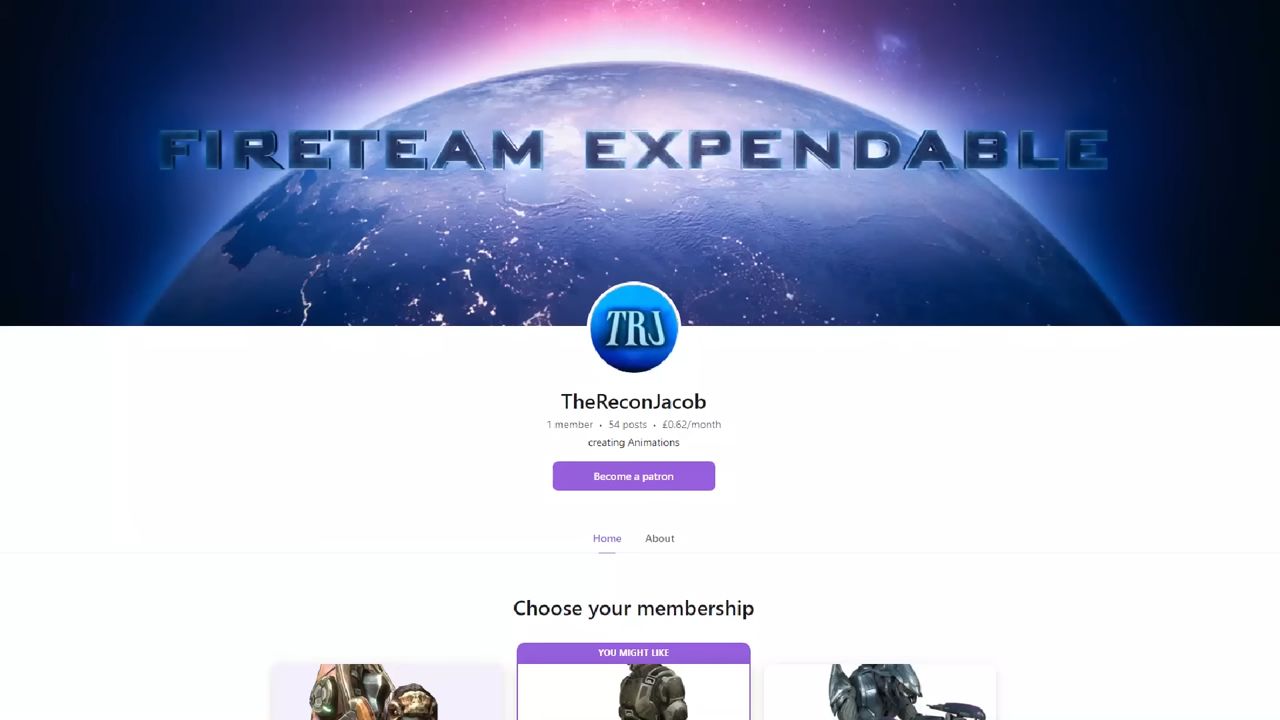 FIRETEAM EXPENDABLE
TRJ
TheReconJacob
1 member • 54 posts • £0.62/month
creating Animations
Become a patron
Home About
Choose your membership
YOU MIGHT LIKE